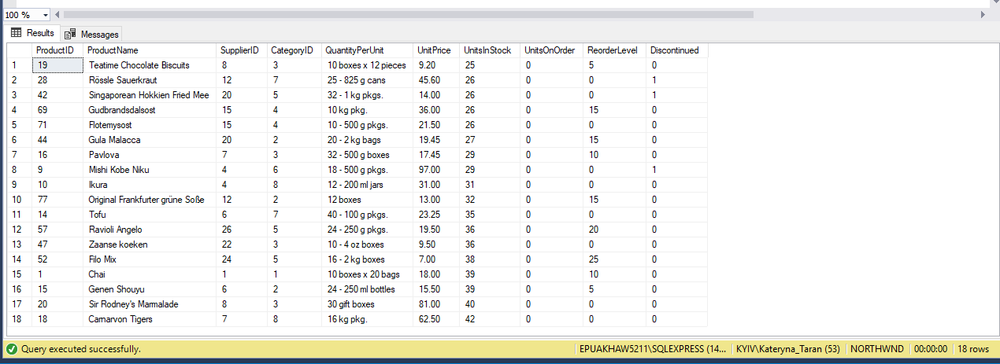 100 %
Results Messages
ProductID ProductName SupplierID CategoryID QuantityPerUnit UnitPrice UnitsInStock UnitsOnOrder ReorderLevel Discontinued
1 19 Teatime Chocolate Biscuits 8 3 10 boxes x 12 pieces 9.20 25 0 5 0
2 28 Rössle Sauerkraut 12 7 25 - 825 g cans 45.60 26 0 0 1
3 42 Singaporean Hokkien Fried Mee 20 5 32 - 1 kg pkgs. 14.00 26 0 0 1
4 69 Gudbrandsdalsost 15 4 10 kg pkg. 36.00 26 0 15 0
5 71 Flotemysost 15 4 10 - 500 g pkgs. 21.50 26 0 0 0
6 44 Gula Malacca 20 2 20 - 2 kg bags 19.45 27 0 15 0
7 16 Pavlova 7 3 32 - 500 g boxes 17.45 29 0 10 0
8 9 Mishi Kobe Niku 4 6 18 - 500 g pkgs. 97.00 29 0 0 1
9 10 Ikura 4 8 12 - 200 ml jars 31.00 31 0 0 0
10 77 Original Frankfurter grüne Soße 12 2 12 boxes 13.00 32 0 15 0
11 14 Tofu 6 7 40 - 100 g pkgs. 23.25 35 0 0 0
12 57 Ravioli Angelo 26 5 24 - 250 g pkgs. 19.50 36 0 20 0
13 47 Zaanse koeken 22 3 10 - 4 oz boxes 9.50 36 0 0 0
14 52 Filo Mix 24 5 16 - 2 kg boxes 7.00 38 0 25 0
15 1 Chai 1 1 10 boxes x 20 bags 18.00 39 0 10 0
16 15 Genen Shouyu 6 2 24 - 250 ml bottles 15.50 39 0 5 0
17 20 Sir Rodney's Marmalade 8 3 30 gift boxes 81.00 40 0 0 0
18 18 Carnarvon Tigers 7 8 16 kg pkg. 62.50 42 0 0 0
Query executed successfully. EPUAKHAW5211\SQLEXPRESS (14... KYIV\Kateryna_Taran (53) NORTHWND 00:00:00 18 rows